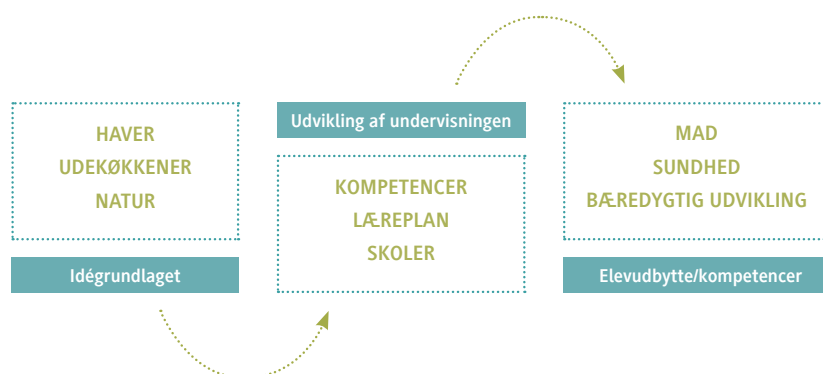 HAVER
UDEKØKKENER
NATUR
Idégrundlaget
Udvikling af undervisningen
KOMPETENCER
LÆREPLAN
SKOLER
MAD
SUNDHED
BÆREDYGTIG UDVIKLING
Elevudbytte/kompetencer